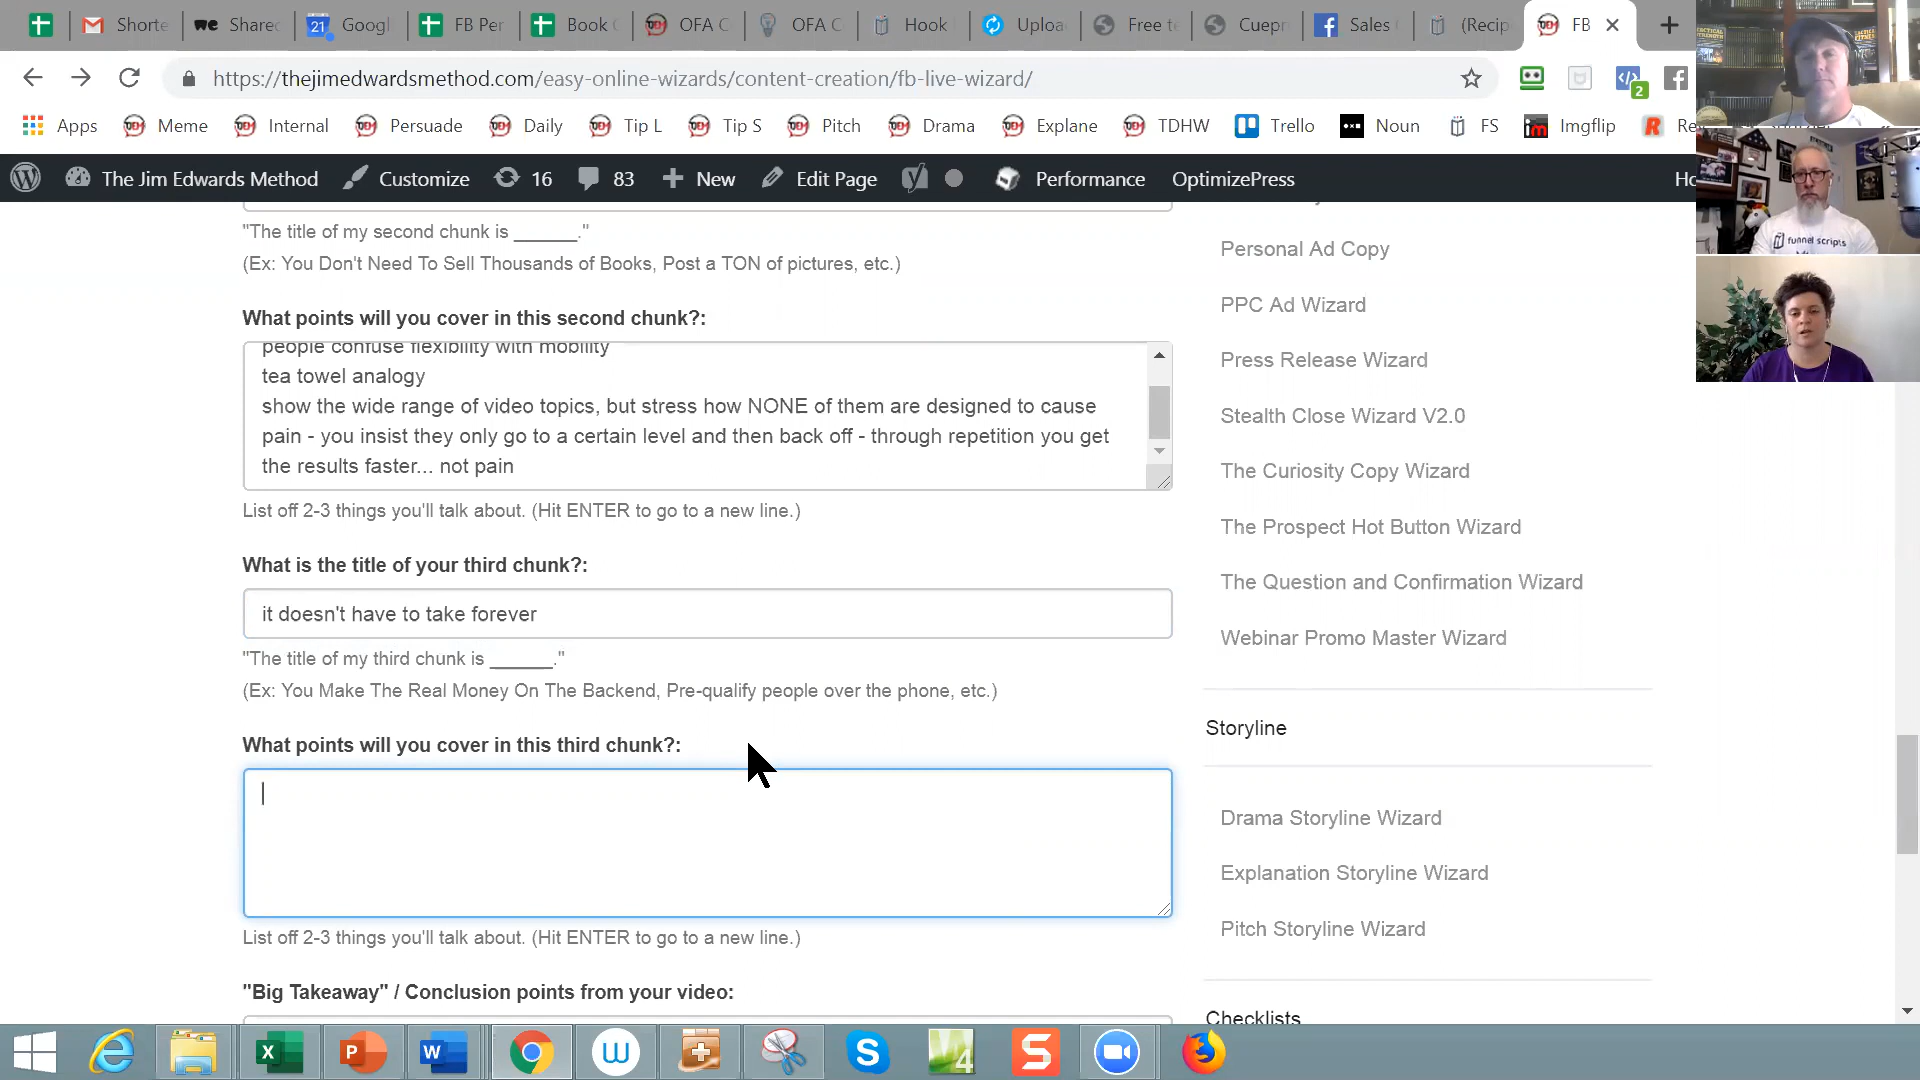 Shorte
Shared
21
Googl
FB Per
Book
OFA C
OFA C
Hook
Uploa
Free te
Cuepr
Sales
(Recip
FB
https://thejimedwardsmethod.com/easy-online-wizards/content-creation/fb-live-wizard/
2
Apps
Meme
Internal
Persuade
Daily
Tip L
Tip S
Pitch
Drama
Explane
TDHW
Trello
Noun
FS
Imgflip
The Jim Edwards Method
Customize
16
83
New
Edit Page
Performance
OptimizePress
"The title of my second chunk is ______."
(Ex: You Don't Need To Sell Thousands of Books, Post a TON of pictures, etc.)
What points will you cover in this second chunk?:
people confuse flexibility with mobility
tea towel analogy
show the wide range of video topics, but stress how NONE of them are designed to cause
pain - you insist they only go to a certain level and then back off - through repetition you get
the results faster... not pain
List off 2-3 things you'll talk about. (Hit ENTER to go to a new line.)
What is the title of your third chunk?:
it doesn't have to take forever
"The title of my third chunk is ______."
(Ex: You Make The Real Money On The Backend, Pre-qualify people over the phone, etc.)
What points will you cover in this third chunk?:
List off 2-3 things you'll talk about. (Hit ENTER to go to a new line.)
"Big Takeaway" / Conclusion points from your video:
Personal Ad Copy
PPC Ad Wizard
Press Release Wizard
Stealth Close Wizard V2.0
The Curiosity Copy Wizard
The Prospect Hot Button Wizard
The Question and Confirmation Wizard
Webinar Promo Master Wizard
Storyline
Drama Storyline Wizard
Explanation Storyline Wizard
Pitch Storyline Wizard
Checklists
funnel scripts